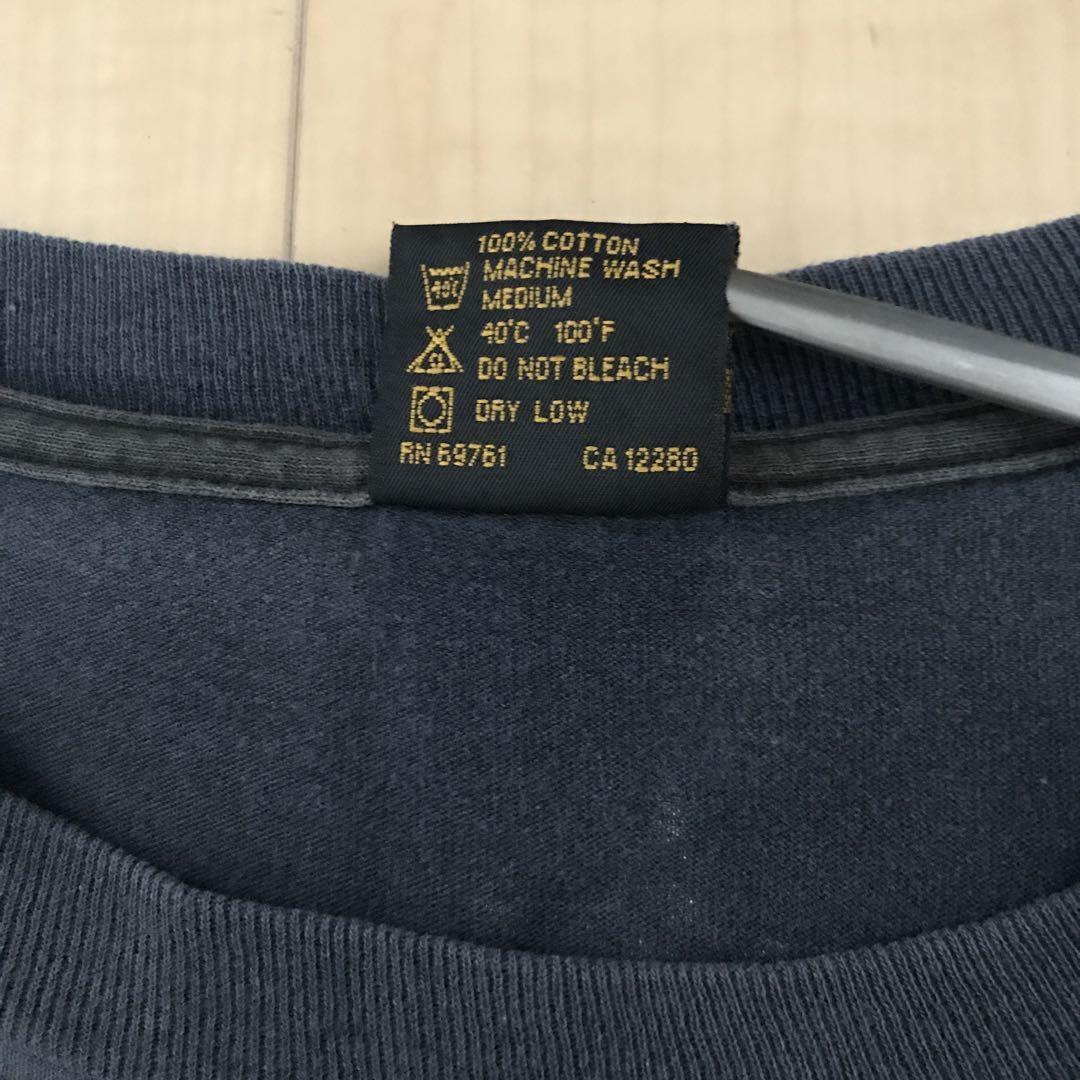 100% COTTON
MACHINE WASH
MEDIUM
40°C 100°F
DO NOT BLEACH
DRY LOW
RN 69761 CA 12280